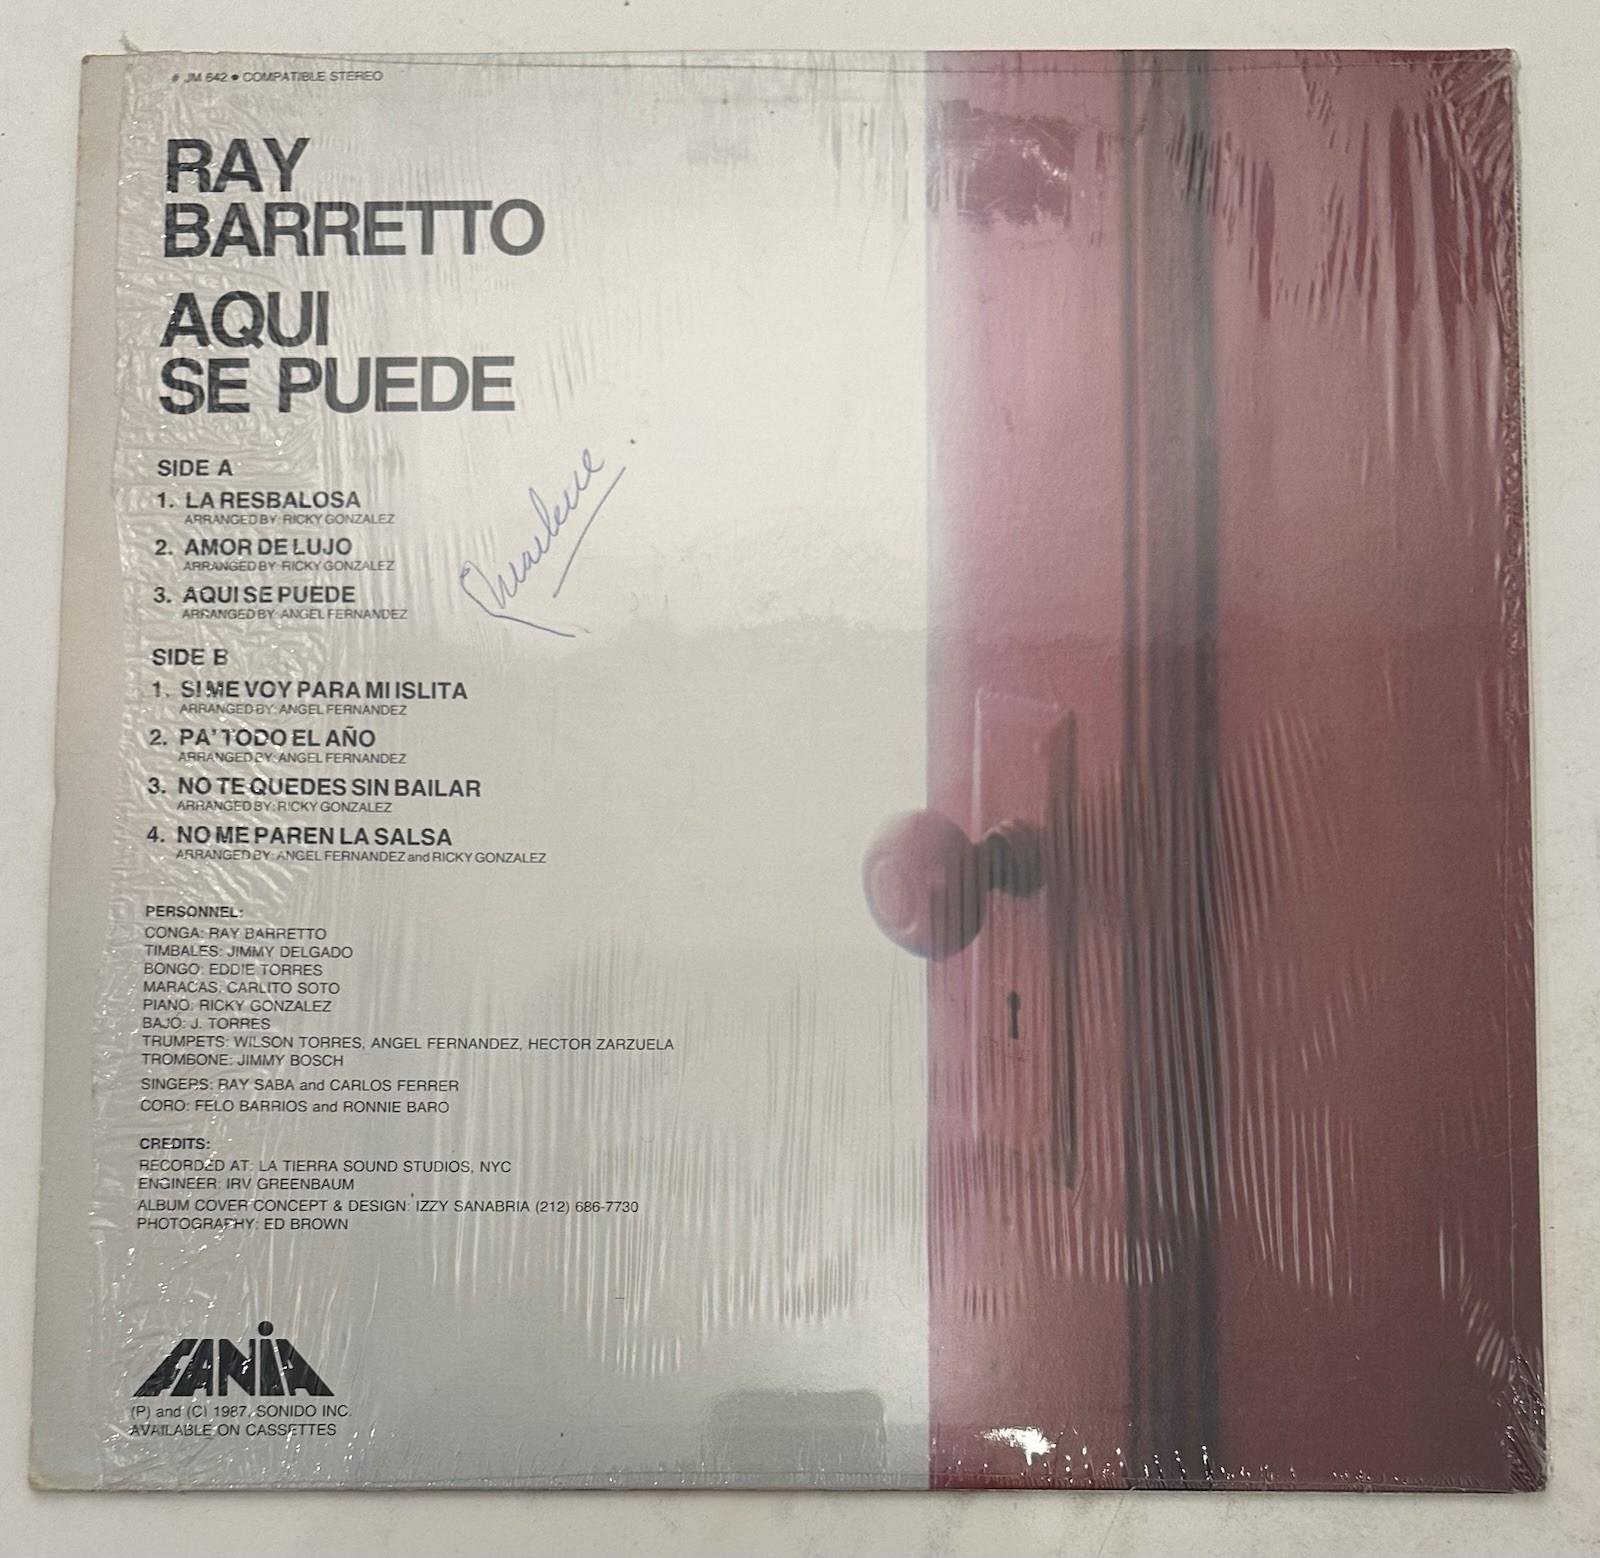 # JM 642 • COMPATIBLE STEREO
RAY
BARRETTO
AQUI
SE PUEDE
SIDE A
1. LA RESBALOSA
ARRANGED BY: RICKY GONZALEZ
2. AMOR DE LUJO
ARRANGED BY: RICKY GONZALEZ
3. AQUI SE PUEDE
ARRANGED BY: ANGEL FERNANDEZ
Marlene
SIDE B
1. SI ME VOY PARA MI ISLITA
ARRANGED BY: ANGEL FERNANDEZ
2. PA' TODO EL AÑO
ARRANGED BY: ANGEL FERNANDEZ
3. NO TE QUEDES SIN BAILAR
ARRANGED BY: RICKY GONZALEZ
4. NO ME PAREN LA SALSA
ARRANGED BY: ANGEL FERNANDEZ and RICKY GONZALEZ
PERSONNEL:
CONGA: RAY BARRETTO
TIMBALES: JIMMY DELGADO
BONGO: EDDIE TORRES
MARACAS: CARLITO SOTO
PIANO: RICKY GONZALEZ
BAJO: J. TORRES
TRUMPETS: WILSON TORRES, ANGEL FERNANDEZ, HECTOR ZARZUELA
TROMBONE: JIMMY BOSCH
SINGERS: RAY SABA and CARLOS FERRER
CORO: FELO BARRIOS and RONNIE BARO
CREDITS:
RECORDED AT: LA TIERRA SOUND STUDIOS, NYC
ENGINEER: IRV GREENBAUM
ALBUM COVER CONCEPT & DESIGN: IZZY SANABRIA (212) 686-7730
PHOTOGRAPHY: ED BROWN
FANIA
(P) and (C) 1987, SONIDO INC.
AVAILABLE ON CASSETTES